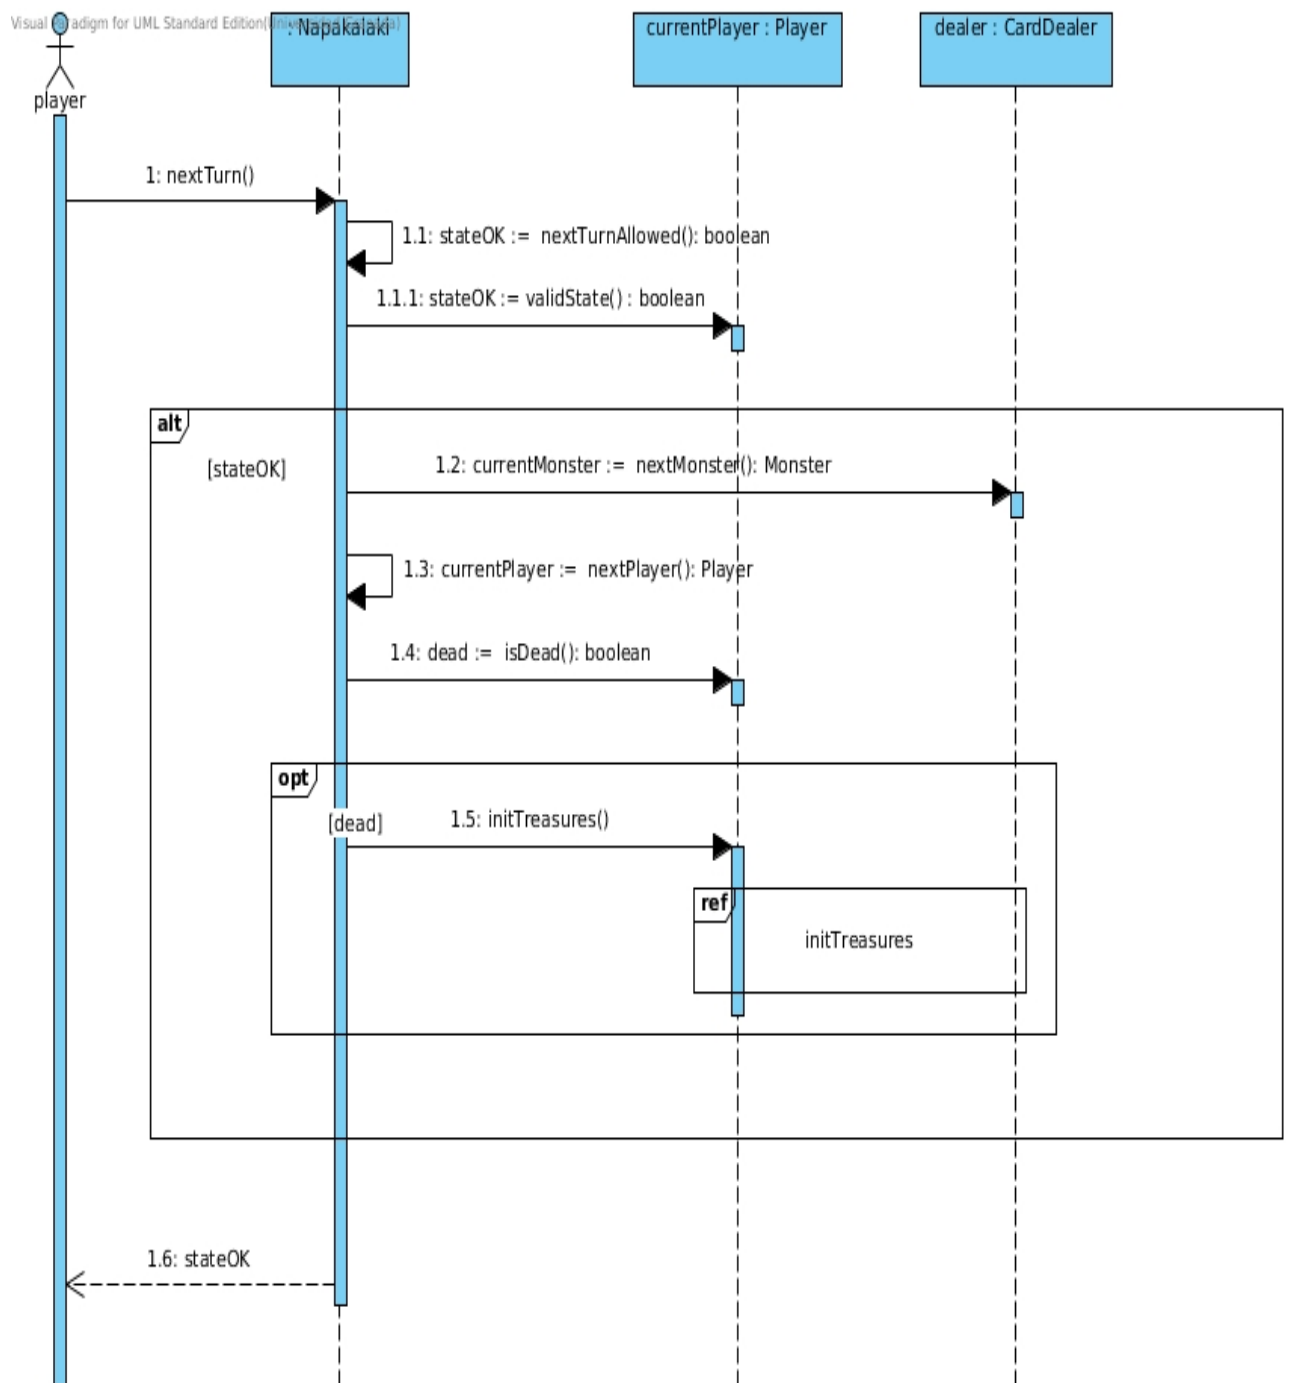 Visual Paradigm for UML Standard Edition(
: Napakalaki
currentPlayer : Player
dealer : CardDealer
player
1: nextTurn()
1.1: stateOK := nextTurnAllowed(): boolean
1.1.1: stateOK := validState() : boolean
alt
[stateOK]
1.2: currentMonster := nextMonster(): Monster
1.3: currentPlayer := nextPlayer(): Player
1.4: dead := isDead(): boolean
opt
[dead]
1.5: initTreasures()
ref
initTreasures
1.6: stateOK